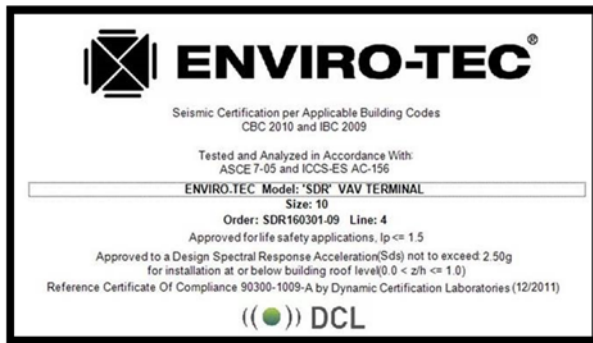 ENVIRO-TEC®
Seismic Certification per Applicable Building Codes
CBC 2010 and IBC 2009
Tested and Analyzed in Accordance With:
ASCE 7-05 and ICCS-ES AC-156
ENVIRO.TEC Model: 'SDR' VAV TERMINAL
Size: 10
Order: SDR160301-09 Line: 4
Approved for life safety applications, Ip <= 1.5
Approved to a Design Spectral Response Acceleration(Sds) not to exceed: 2.50g
for installation at or below building roof level(0.0 < z/h <= 1.0)
Reference Certificate Of Compliance 90300-1009-A by Dynamic Certification Laboratories (12/2011)
DCL